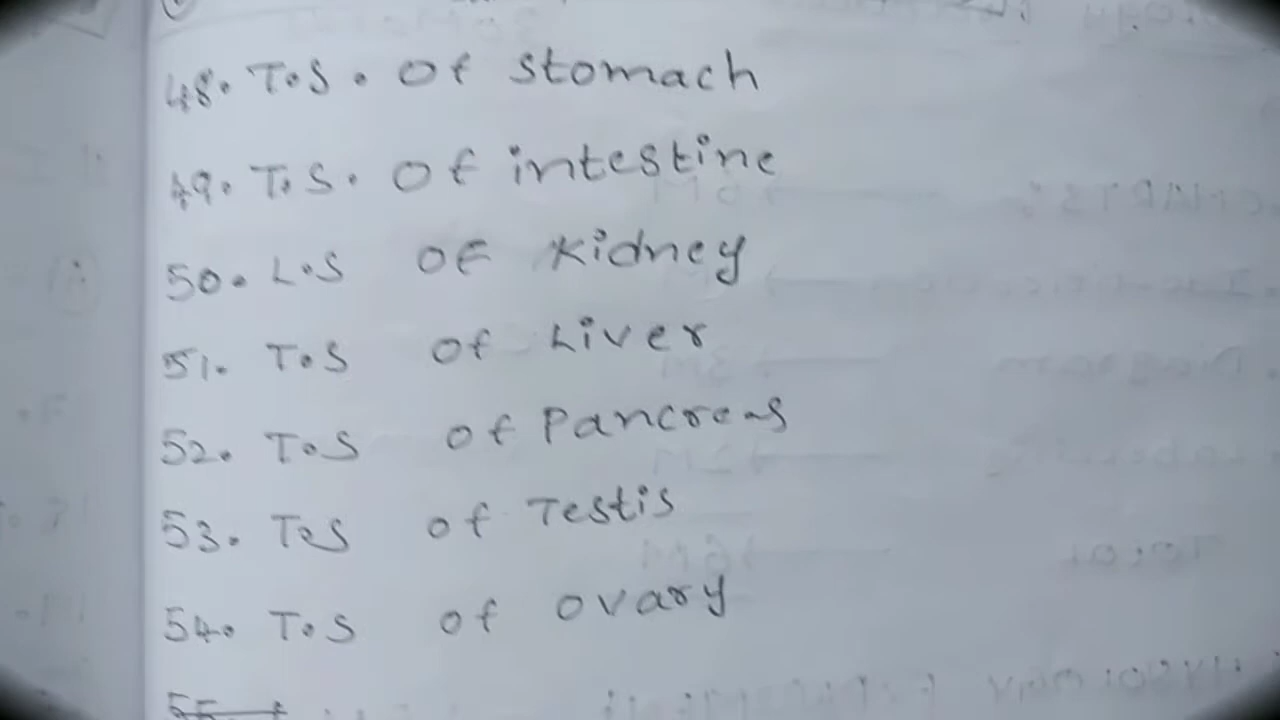 48. T.S. Of stomach
49. T.S. Of intestine
50. L.S Of Kidney
51. T.S Of Liver
52. T.S of Pancreas
53. T.S of Testis
54. T.S of Ovary
55